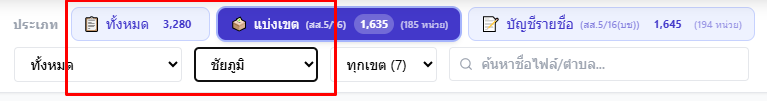 ประเภท ทั้งหมด 3,280 แบ่งเขต (สส.5/16) 1,635 (185 หน่วย) บัญชีรายชื่อ (สส.5/16(บช)) 1,645 (194 หน่วย)
ทั้งหมด ชัยภูมิ ทุกเขต (7) ค้นหาชื่อไฟล์/ตำบล...